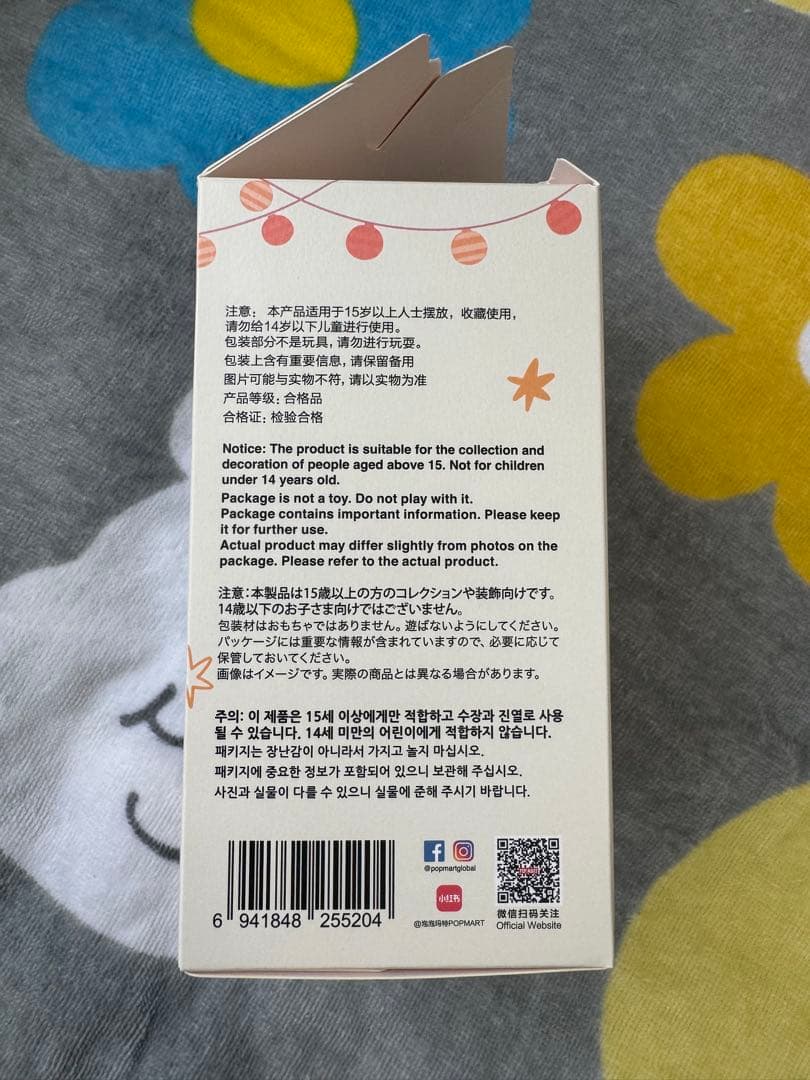 注意： 本产品适用于15岁以上人士摆放，收藏使用，
请勿给14岁以下儿童进行使用。
包装部分不是玩具，请勿进行玩耍。
包装上含有重要信息，请保留备用
图片可能与实物不符，请以实物为准
产品等级：合格品
合格证：检验合格
Notice: The product is suitable for the collection and
decoration of people aged above 15. Not for children
under 14 years old.
Package is not a toy. Do not play with it.
Package contains important information. Please keep
it for further use.
Actual product may differ slightly from photos on the
package. Please refer to the actual product.
注意：本製品は15歳以上の方のコレクションや装飾向けです。
14歳以下のお子さま向けではございません。
包装材はおもちゃではありません。遊ばないようにしてください。
パッケージには重要な情報が含まれていますので、必要に応じて
保管しておいてください。
画像はイメージです。実際の商品とは異なる場合があります。
주의: 이 제품은 15세 이상에게만 적합하고 수장과 진열로 사용
될 수 있습니다. 14세 미만의 어린이에게 적합하지 않습니다.
패키지는 장난감이 아니라서 가지고 놀지 마십시오.
패키지에 중요한 정보가 포함되어 있으니 보관해 주십시오.
사진과 실물이 다를 수 있으니 실물에 준해 주시기 바랍니다.
6 941848 255204
@popmartglobal
小红书
@泡泡玛特POPMART
POP MART
微信扫码关注
Official Website